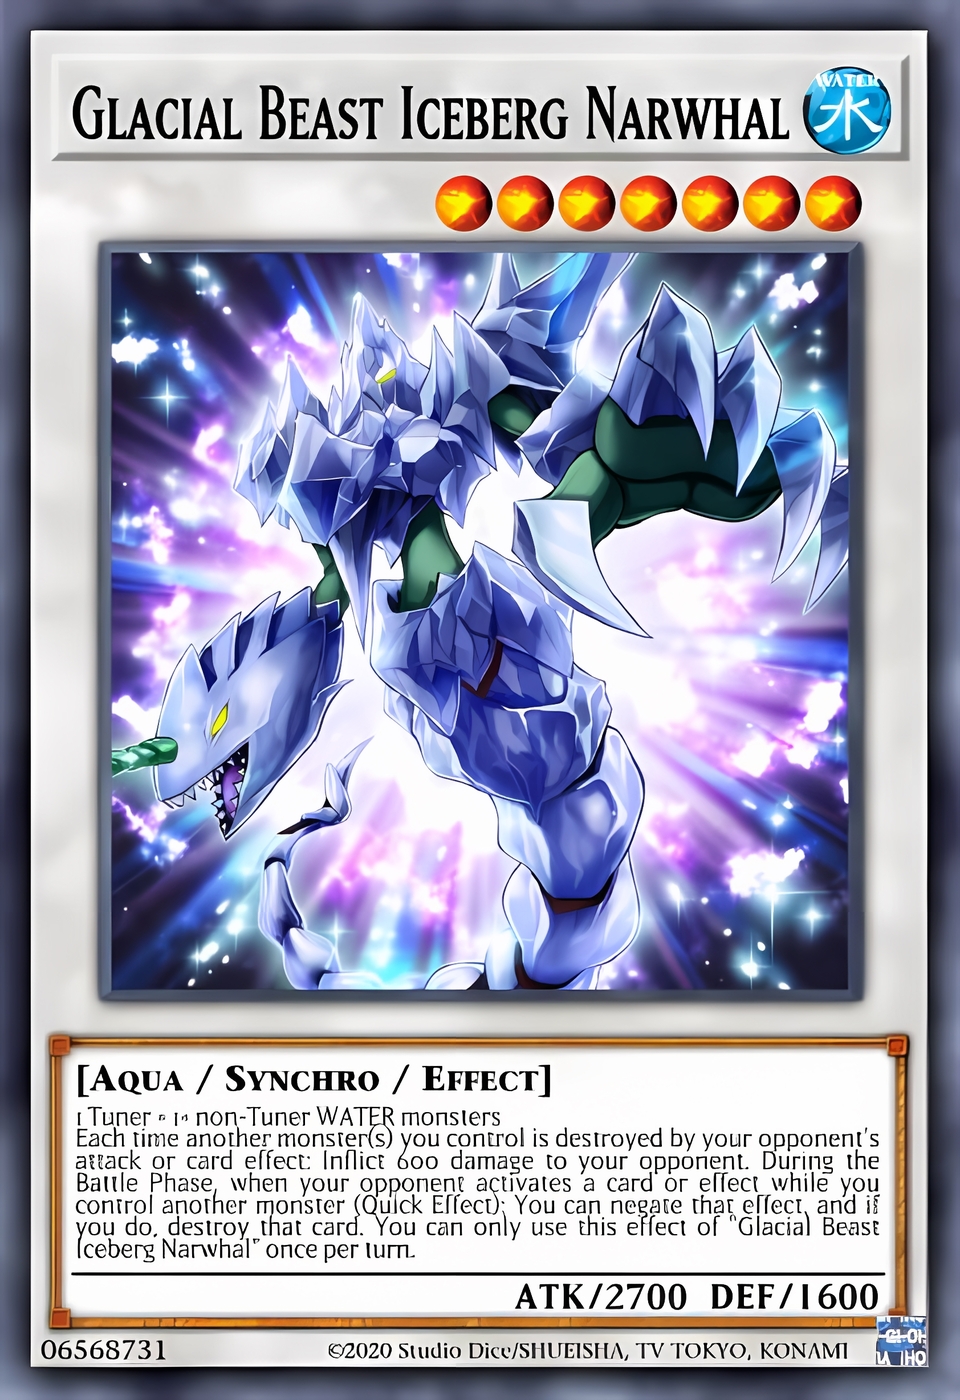 Glacial Beast Iceberg Narwhal
WATER
水
[Aqua / Synchro / Effect]
1 Tuner + 1+ non-Tuner WATER monsters
Each time another monster(s) you control is destroyed by your opponent's
attack or card effect: Inflict 600 damage to your opponent. During the
Battle Phase, when your opponent activates a card or effect while you
control another monster (Quick Effect): You can negate that effect, and if
you do, destroy that card. You can only use this effect of "Glacial Beast
Iceberg Narwhal" once per turn.
ATK/2700 DEF/1600
06568731
©2020 Studio Dice/SHUEISHA, TV TOKYO, KONAMI